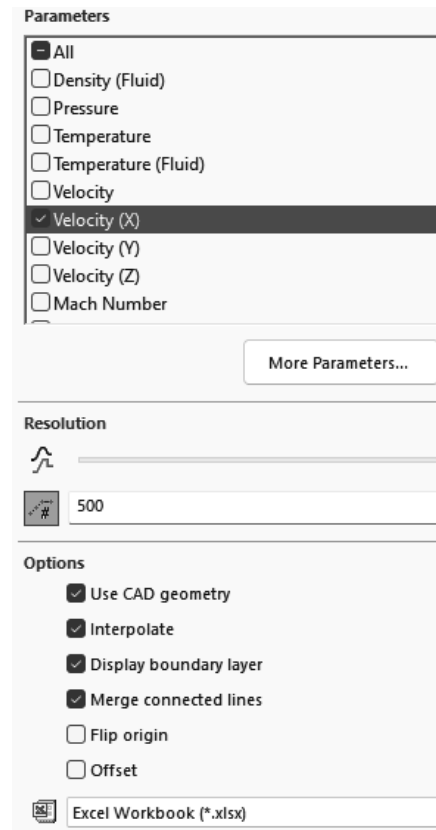 Parameters
All
Density (Fluid)
Pressure
Temperature
Temperature (Fluid)
Velocity
Velocity (X)
Velocity (Y)
Velocity (Z)
Mach Number
More Parameters...
Resolution
#
500
Options
Use CAD geometry
Interpolate
Display boundary layer
Merge connected lines
Flip origin
Offset
Excel Workbook (*.xlsx)